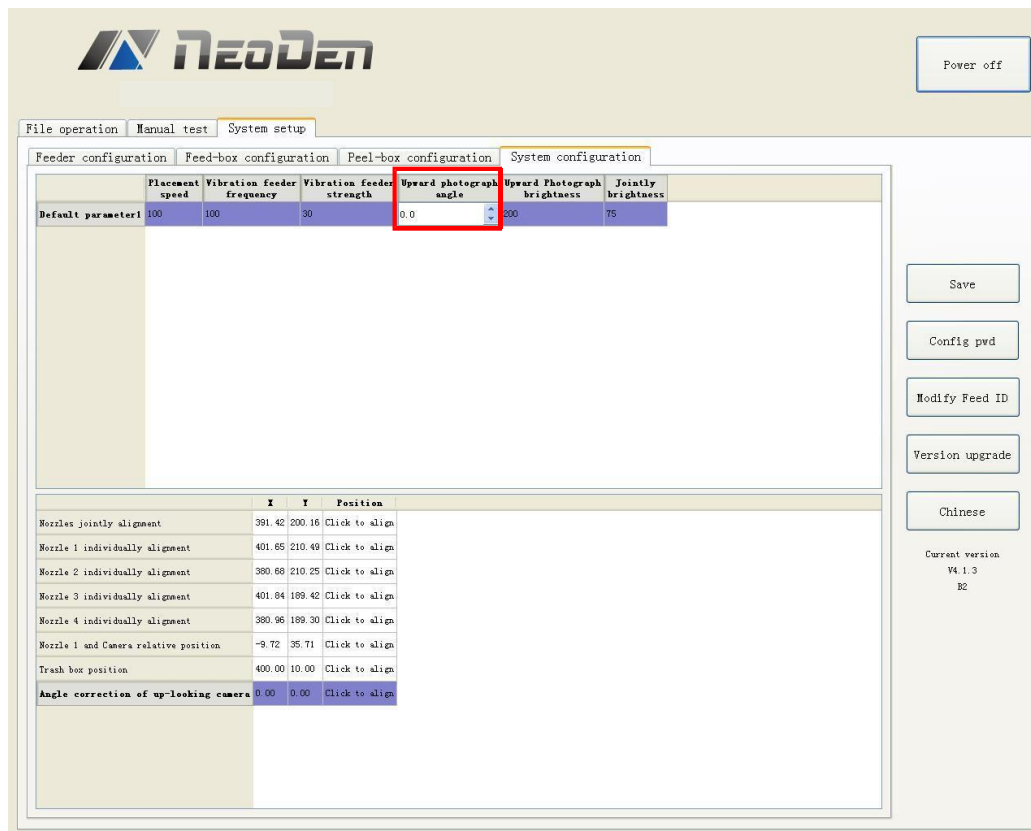 NEODEN
Power off
File operation Manual test System setup
Feeder configuration Feed-box configuration Peel-box configuration System configuration
Placement speed Vibration feeder frequency Vibration feeder strength Upward photograph angle Upward Photograph brightness Jointly brightness
Default parameter1 100 100 30 0.0 200 75
Save
Config pwd
Modify Feed ID
Version upgrade
Chinese
Current version
V4.1.3
B2
X Y Position
Nozzles jointly alignment 391.42 200.16 Click to align
Nozzle 1 individually alignment 401.65 210.49 Click to align
Nozzle 2 individually alignment 380.68 210.25 Click to align
Nozzle 3 individually alignment 401.84 189.42 Click to align
Nozzle 4 individually alignment 380.96 189.30 Click to align
Nozzle 1 and Camera relative position -9.72 35.71 Click to align
Trash box position 400.00 10.00 Click to align
Angle correction of up-looking camera 0.00 0.00 Click to align